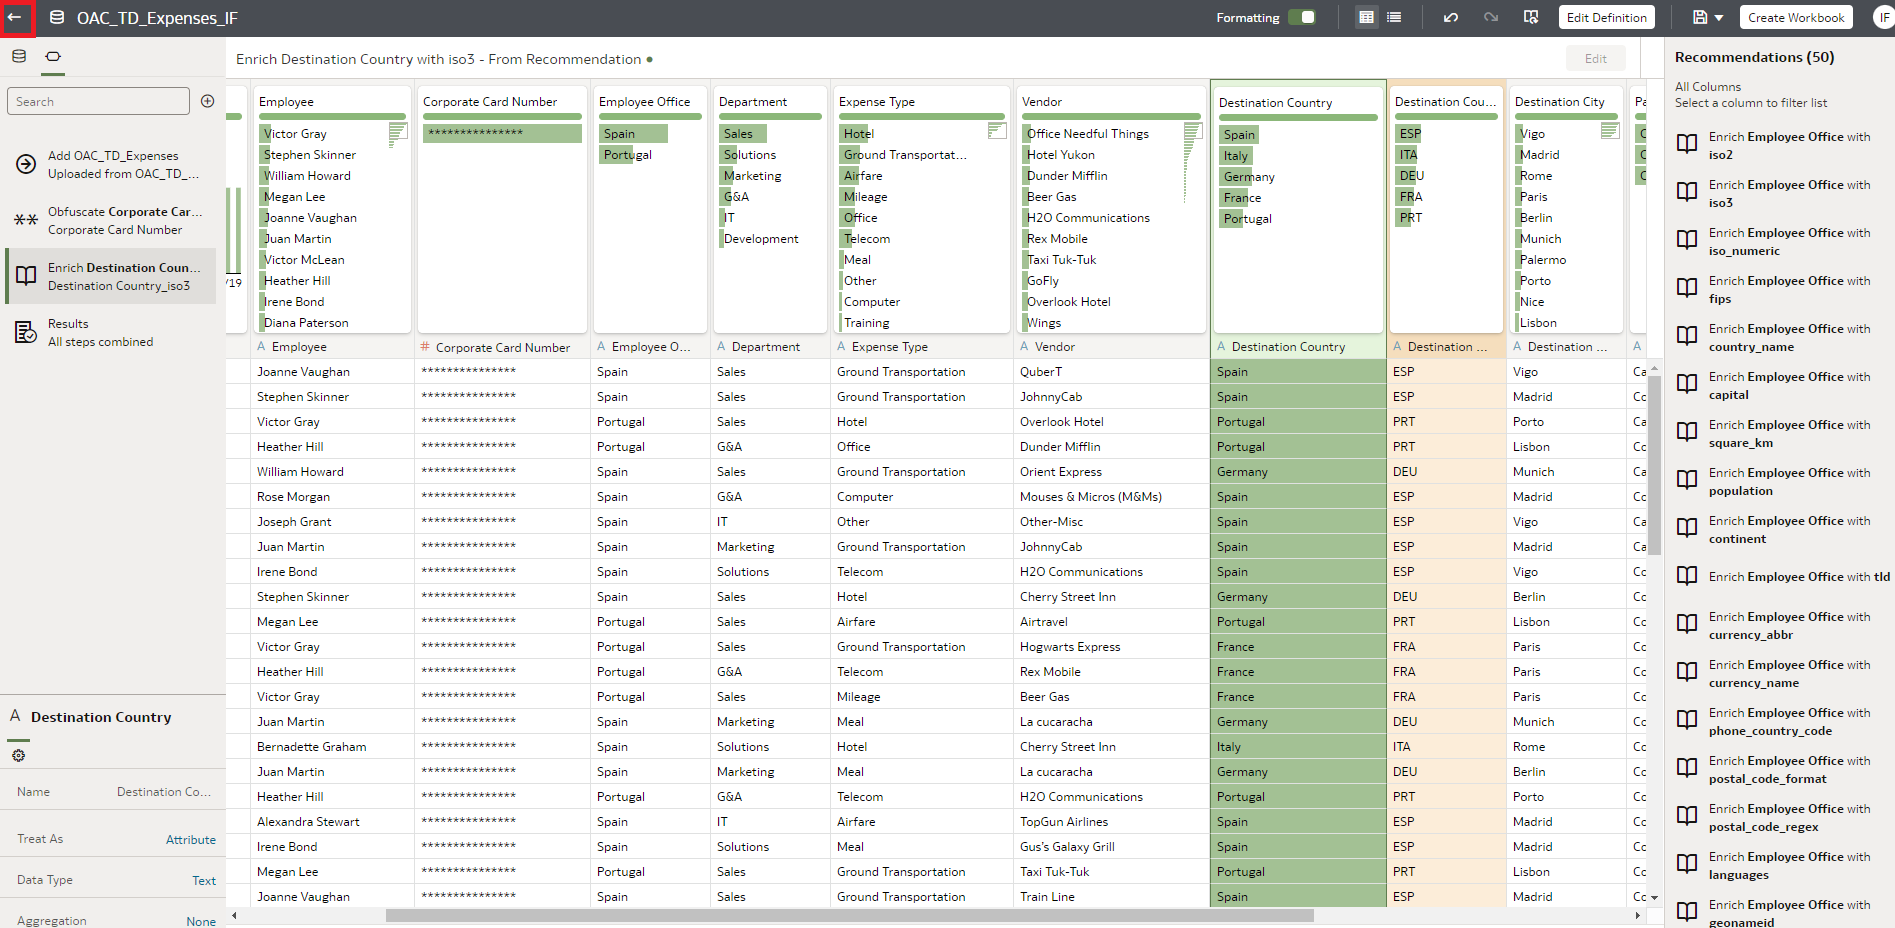 OAC_TD_Expenses_IF
Formatting
Edit Definition
Create Workbook
IF
Enrich Destination Country with iso3 - From Recommendation
Edit
Search
Add OAC_TD_Expenses
Uploaded from OAC_TD_...
Obfuscate Corporate Car...
Corporate Card Number
Enrich Destination Coun...
Destination Country_iso3
Results
All steps combined
A Destination Country
Name Destination Co...
Treat As Attribute
Data Type Text
Aggregation None
/19
Employee
Victor Gray
Stephen Skinner
William Howard
Megan Lee
Joanne Vaughan
Juan Martin
Victor McLean
Heather Hill
Irene Bond
Diana Paterson
Corporate Card Number
***************
Employee Office
Spain
Portugal
Department
Sales
Solutions
Marketing
G&A
IT
Development
Expense Type
Hotel
Ground Transportat...
Airfare
Mileage
Office
Telecom
Meal
Other
Computer
Training
Vendor
Office Needful Things
Hotel Yukon
Dunder Mifflin
Beer Gas
H2O Communications
Rex Mobile
Taxi Tuk-Tuk
GoFly
Overlook Hotel
Wings
Destination Country
Spain
Italy
Germany
France
Portugal
Destination Cou...
ESP
ITA
DEU
FRA
PRT
Destination City
Vigo
Madrid
Rome
Paris
Berlin
Munich
Palermo
Porto
Nice
Lisbon
Pa
C
C
C
A Employee # Corporate Card Number A Employee O... A Department A Expense Type A Vendor A Destination Country A Destination ... A Destination ... A
Joanne Vaughan *************** Spain Sales Ground Transportation QuberT Spain ESP Vigo Ca
Stephen Skinner *************** Spain Sales Ground Transportation JohnnyCab Spain ESP Madrid Co
Victor Gray *************** Portugal Sales Hotel Overlook Hotel Portugal PRT Porto Ca
Heather Hill *************** Portugal G&A Office Dunder Mifflin Portugal PRT Lisbon Co
William Howard *************** Spain Sales Ground Transportation Orient Express Germany DEU Munich Ca
Rose Morgan *************** Spain G&A Computer Mouses & Micros (M&Ms) Spain ESP Madrid Co
Joseph Grant *************** Spain IT Other Other-Misc Spain ESP Vigo Ca
Juan Martin *************** Spain Marketing Ground Transportation JohnnyCab Spain ESP Madrid Ca
Irene Bond *************** Spain Solutions Telecom H2O Communications Spain ESP Vigo Co
Stephen Skinner *************** Spain Sales Hotel Cherry Street Inn Germany DEU Berlin Co
Megan Lee *************** Portugal Sales Airfare Airtravel Portugal PRT Lisbon Co
Victor Gray *************** Portugal Sales Ground Transportation Hogwarts Express France FRA Paris Co
Heather Hill *************** Portugal G&A Telecom Rex Mobile France FRA Paris Co
Victor Gray *************** Portugal Sales Mileage Beer Gas France FRA Paris Co
Juan Martin *************** Spain Marketing Meal La cucaracha Germany DEU Munich Co
Bernadette Graham *************** Spain Solutions Hotel Cherry Street Inn Italy ITA Rome Co
Juan Martin *************** Spain Marketing Meal La cucaracha Germany DEU Berlin Co
Heather Hill *************** Portugal G&A Telecom H2O Communications Portugal PRT Porto Co
Alexandra Stewart *************** Spain IT Airfare TopGun Airlines Spain ESP Madrid Co
Irene Bond *************** Spain Solutions Meal Gus's Galaxy Grill Spain ESP Madrid Co
Megan Lee *************** Portugal Sales Ground Transportation Taxi Tuk-Tuk Portugal PRT Lisbon Co
Joanne Vaughan *************** Spain Sales Ground Transportation Train Line Spain ESP Madrid Co
Recommendations (50)
All Columns
Select a column to filter list
Enrich Employee Office with
iso2
Enrich Employee Office with
iso3
Enrich Employee Office with
iso_numeric
Enrich Employee Office with
fips
Enrich Employee Office with
country_name
Enrich Employee Office with
capital
Enrich Employee Office with
square_km
Enrich Employee Office with
population
Enrich Employee Office with
continent
Enrich Employee Office with tld
Enrich Employee Office with
currency_abbr
Enrich Employee Office with
currency_name
Enrich Employee Office with
phone_country_code
Enrich Employee Office with
postal_code_format
Enrich Employee Office with
postal_code_regex
Enrich Employee Office with
languages
Enrich Employee Office with
geonameid